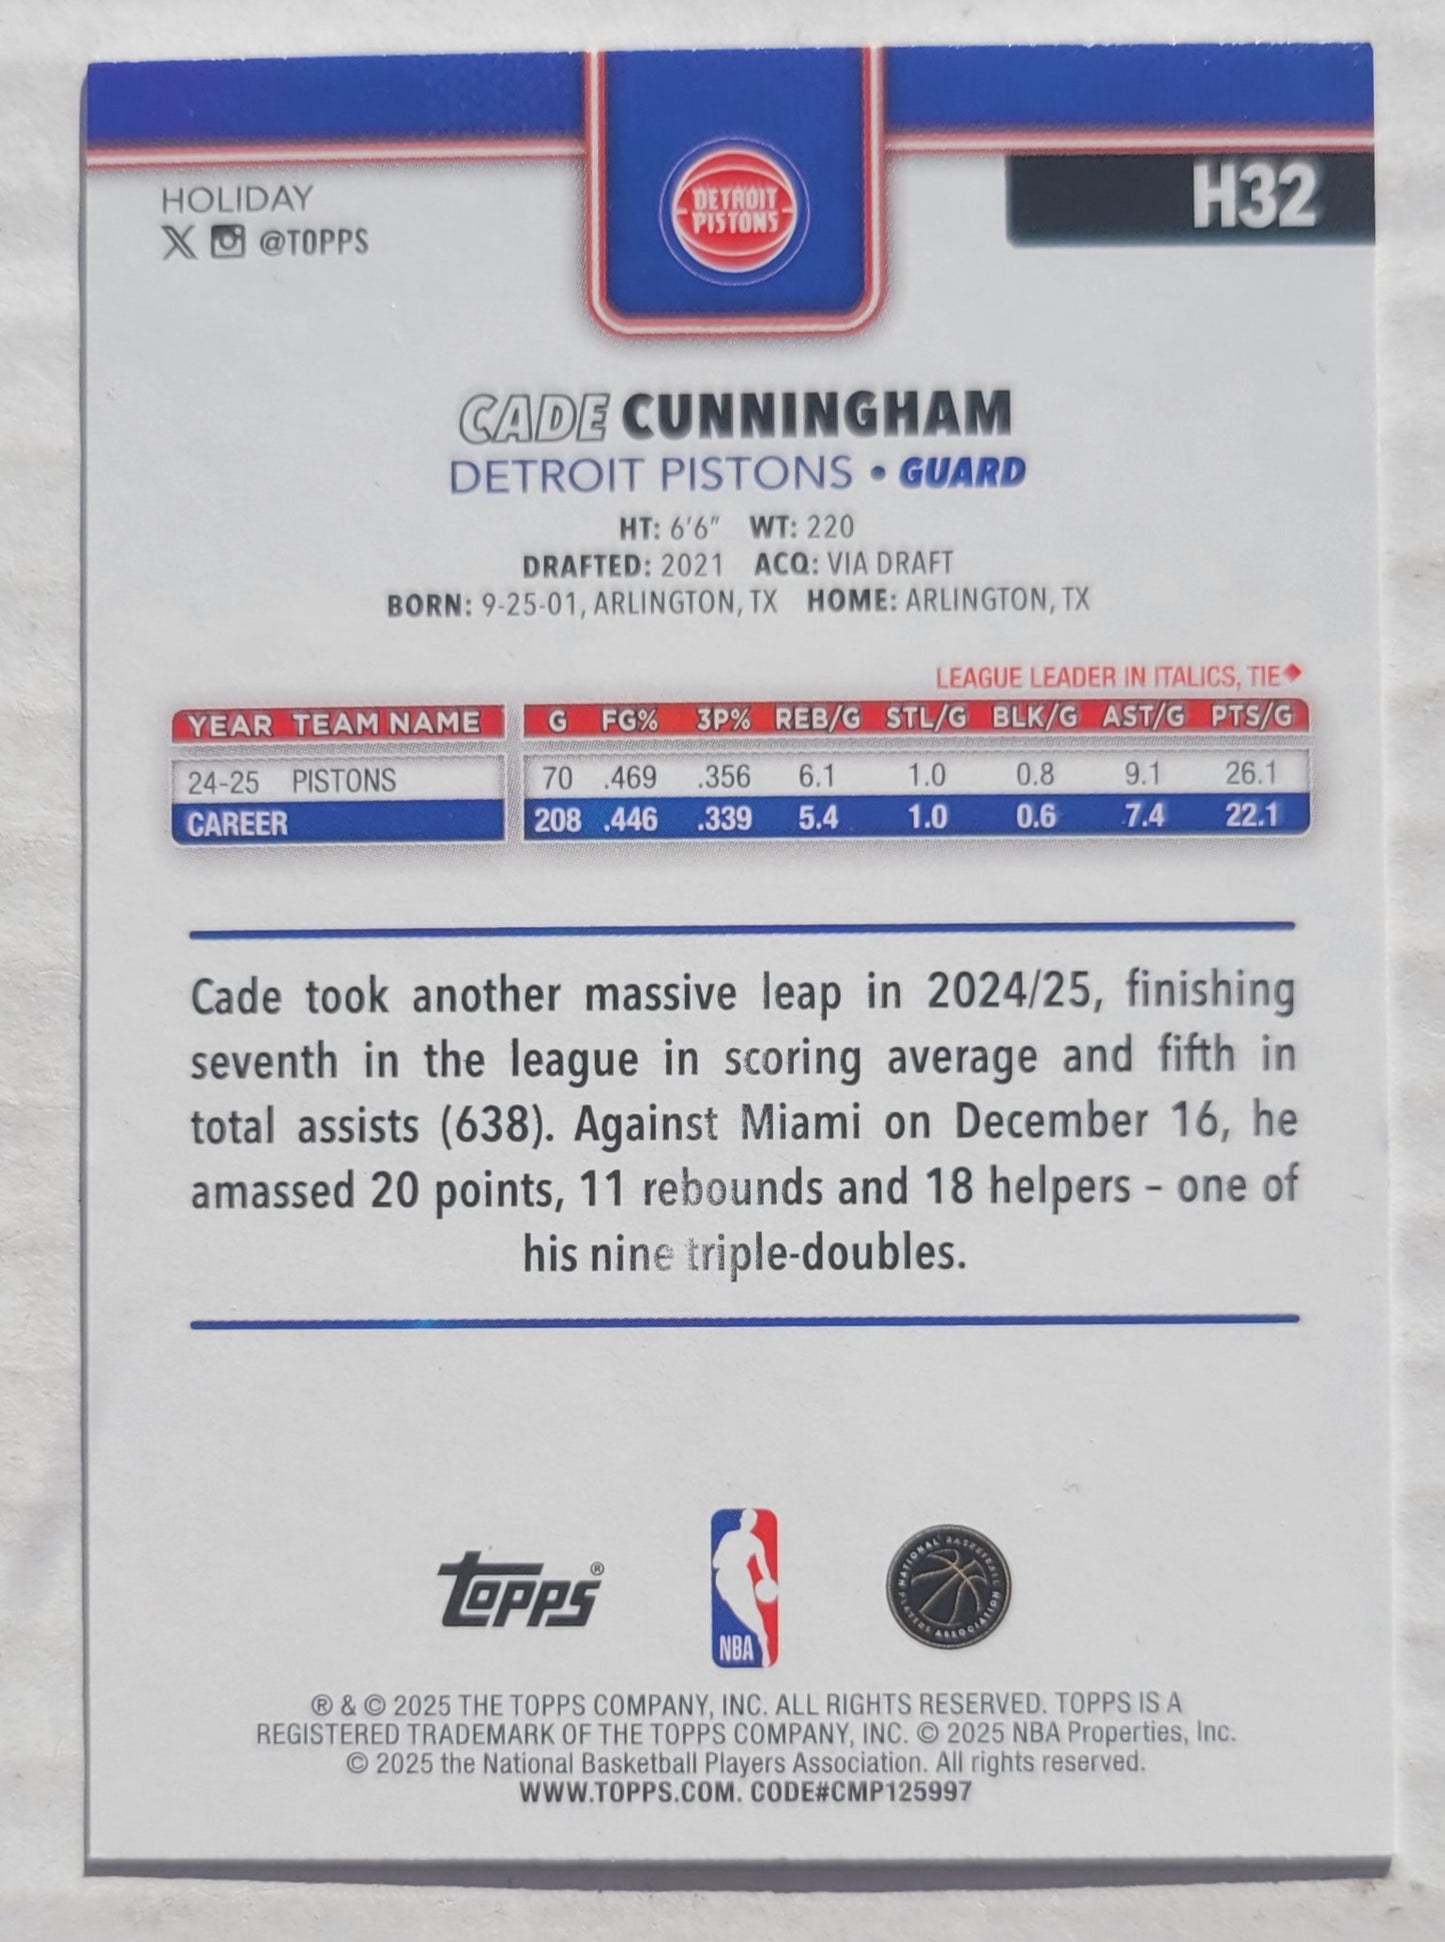 HOLIDAY
X @TOPPS
DETROIT
PISTONS
H32
CADE CUNNINGHAM
DETROIT PISTONS • GUARD
HT: 6'6" WT: 220
DRAFTED: 2021 ACQ: VIA DRAFT
BORN: 9-25-01, ARLINGTON, TX HOME: ARLINGTON, TX
LEAGUE LEADER IN ITALICS, TIE♦
YEAR TEAM NAME G FG% 3P% REB/G STL/G BLK/G AST/G PTS/G
24-25 PISTONS 70 .469 .356 6.1 1.0 0.8 9.1 26.1
CAREER 208 .446 .339 5.4 1.0 0.6 7.4 22.1
Cade took another massive leap in 2024/25, finishing
seventh in the league in scoring average and fifth in
total assists (638). Against Miami on December 16, he
amassed 20 points, 11 rebounds and 18 helpers – one of
his nine triple-doubles.
Topps®
NBA
NATIONAL BASKETBALL PLAYERS ASSOCIATION
® & © 2025 THE TOPPS COMPANY, INC. ALL RIGHTS RESERVED. TOPPS IS A
REGISTERED TRADEMARK OF THE TOPPS COMPANY, INC. © 2025 NBA Properties, Inc.
© 2025 the National Basketball Players Association. All rights reserved.
WWW.TOPPS.COM. CODE#CMP125997